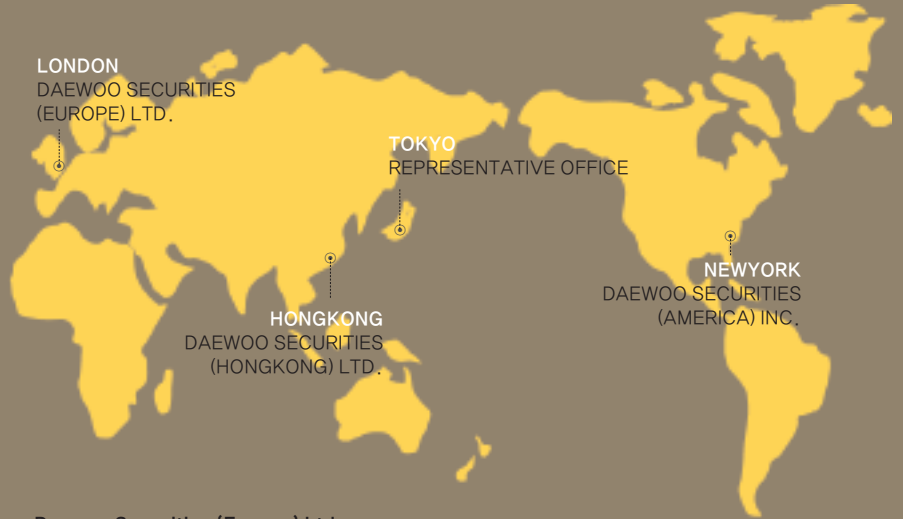 LONDON
DAEWOO SECURITIES
(EUROPE) LTD.
TOKYO
REPRESENTATIVE OFFICE
NEWYORK
DAEWOO SECURITIES
(AMERICA) INC.
HONGKONG
DAEWOO SECURITIES
(HONGKONG) LTD.